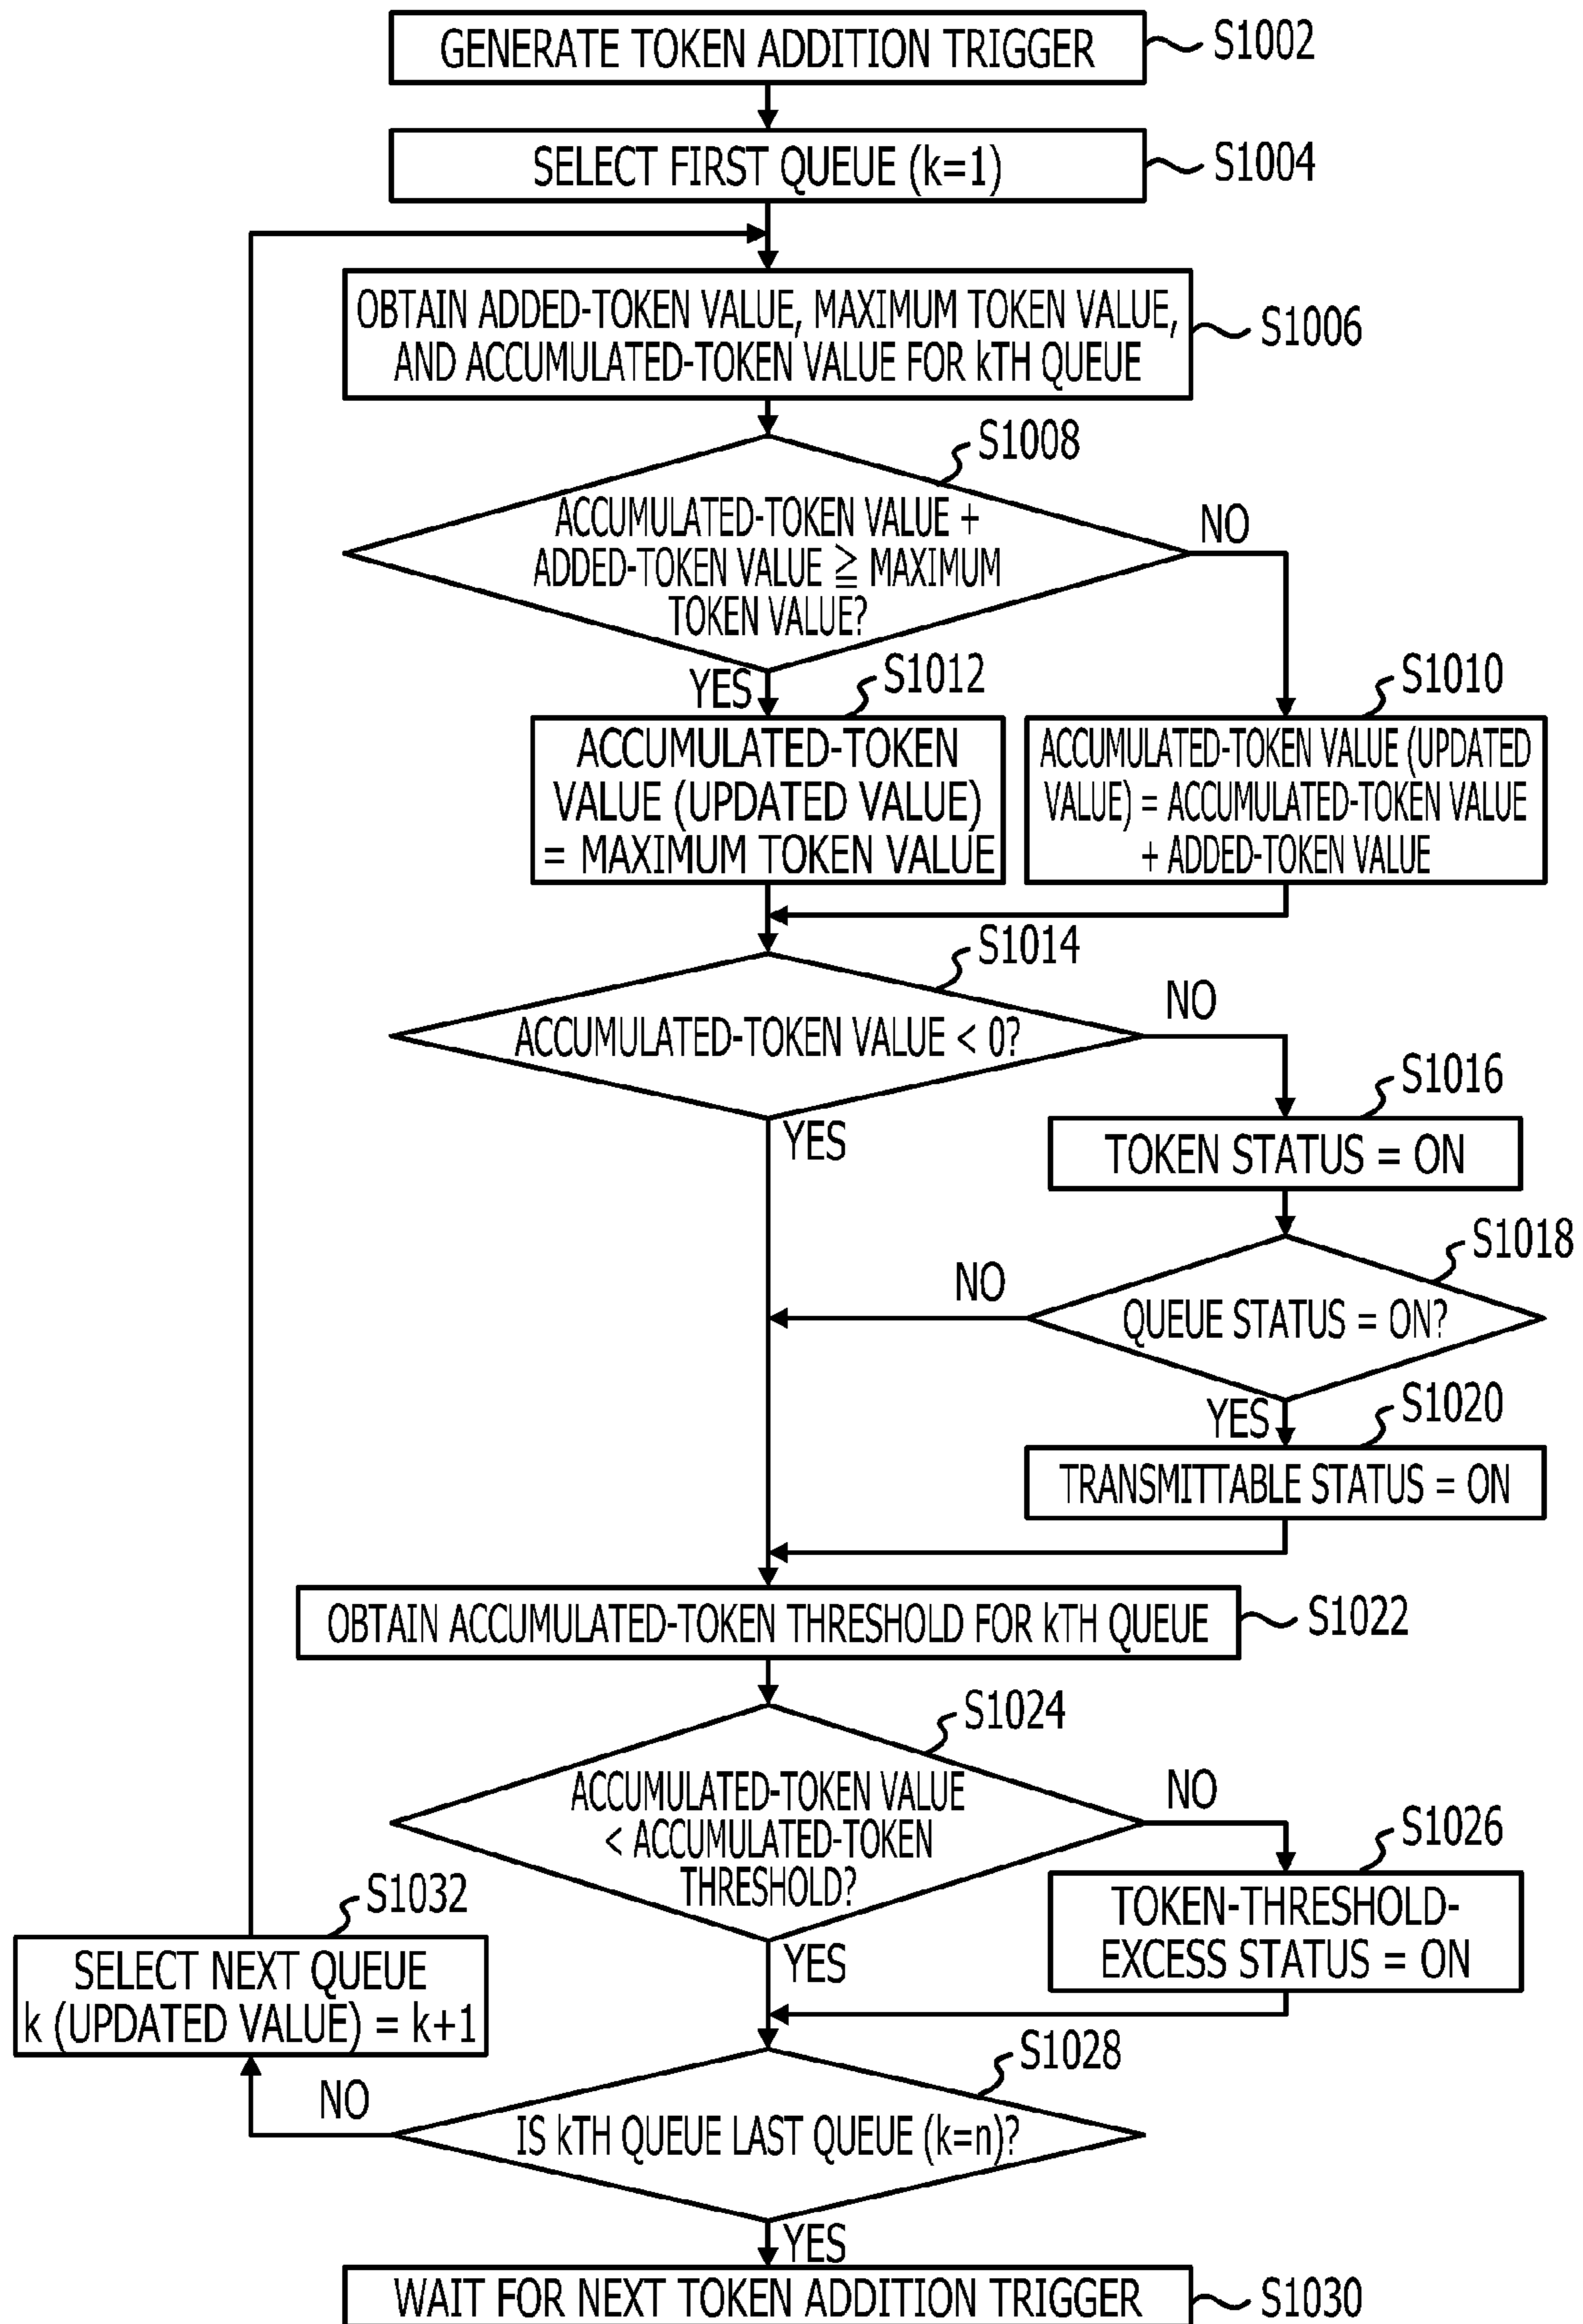 GENERATE TOKEN ADDITION TRIGGER
S1002
SELECT FIRST QUEUE (k=1)
S1004
OBTAIN ADDED-TOKEN VALUE, MAXIMUM TOKEN VALUE,
AND ACCUMULATED-TOKEN VALUE FOR kTH QUEUE
S1006
S1008
ACCUMULATED-TOKEN VALUE +
ADDED-TOKEN VALUE ≧ MAXIMUM
TOKEN VALUE?
NO
YES
S1012
ACCUMULATED-TOKEN
VALUE (UPDATED VALUE)
= MAXIMUM TOKEN VALUE
S1010
ACCUMULATED-TOKEN VALUE (UPDATED
VALUE) = ACCUMULATED-TOKEN VALUE
+ ADDED-TOKEN VALUE
S1014
ACCUMULATED-TOKEN VALUE < 0?
NO
YES
S1016
TOKEN STATUS = ON
S1018
QUEUE STATUS = ON?
NO
YES
S1020
TRANSMITTABLE STATUS = ON
OBTAIN ACCUMULATED-TOKEN THRESHOLD FOR kTH QUEUE
S1022
S1024
ACCUMULATED-TOKEN VALUE
< ACCUMULATED-TOKEN
THRESHOLD?
NO
YES
S1026
TOKEN-THRESHOLD-
EXCESS STATUS = ON
S1032
SELECT NEXT QUEUE
k (UPDATED VALUE) = k+1
S1028
IS kTH QUEUE LAST QUEUE (k=n)?
NO
YES
WAIT FOR NEXT TOKEN ADDITION TRIGGER
S1030